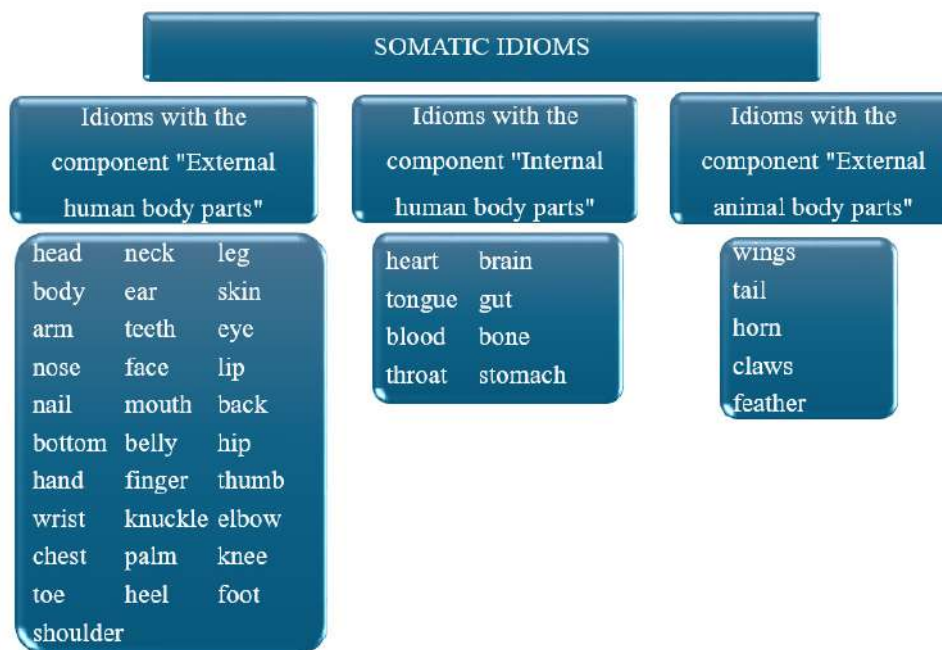 SOMATIC IDIOMS
Idioms with the
component "External
human body parts"
head neck leg
body ear skin
arm teeth eye
nose face lip
nail mouth back
bottom belly hip
hand finger thumb
wrist knuckle elbow
chest palm knee
toe heel foot
shoulder
Idioms with the
component "Internal
human body parts"
heart brain
tongue gut
blood bone
throat stomach
Idioms with the
component "External
animal body parts"
wings
tail
horn
claws
feather